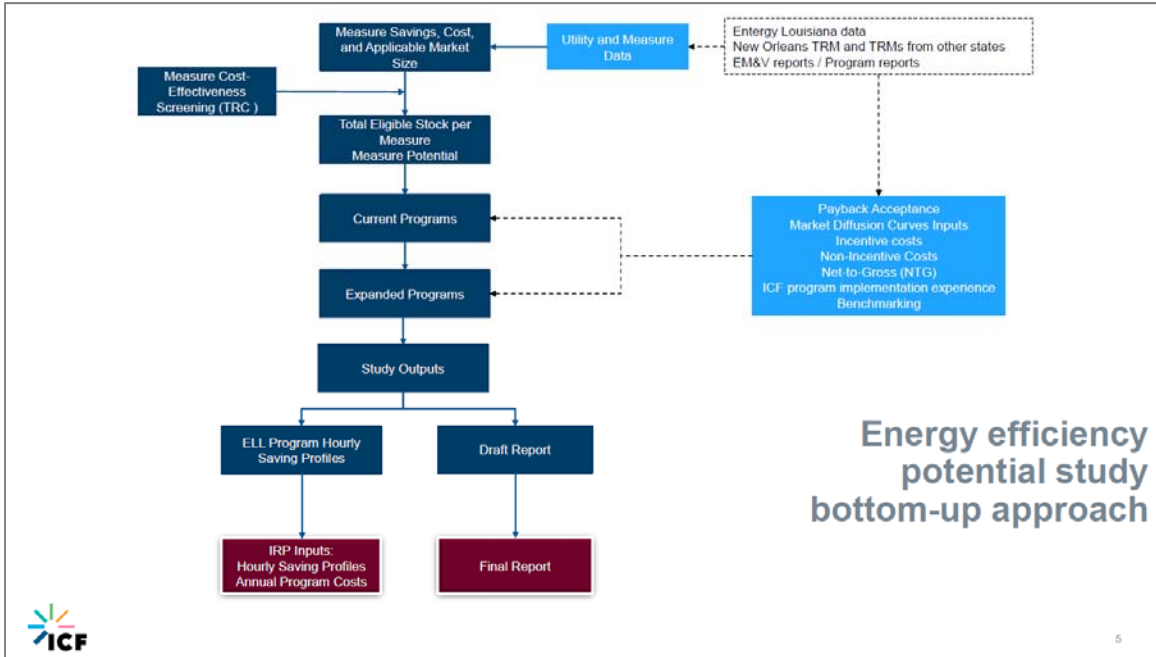 Measure Savings, Cost,
and Applicable Market
Size
Utility and Measure
Data
Entergy Louisiana data
New Orleans TRM and TRMs from other states
EM&V reports / Program reports
Measure Cost-
Effectiveness
Screening (TRC )
Total Eligible Stock per
Measure
Measure Potential
Current Programs
Payback Acceptance
Market Diffusion Curves Inputs
Incentive costs
Non-Incentive Costs
Net-to-Gross (NTG)
ICF program implementation experience
Benchmarking
Expanded Programs
Study Outputs
ELL Program Hourly
Saving Profiles
Draft Report
Energy efficiency
potential study
bottom-up approach
IRP Inputs:
Hourly Saving Profiles
Annual Program Costs
Final Report
ICF
5